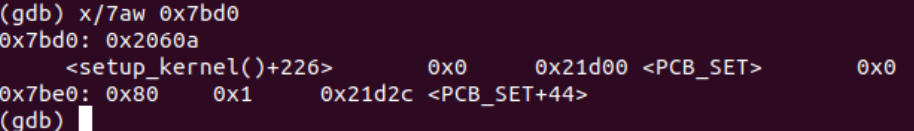 (gdb) x/7aw 0x7bd0
0x7bd0: 0x2060a
<setup_kernel()+226> 0x0 0x21d00 <PCB_SET> 0x0
0x7be0: 0x80 0x1 0x21d2c <PCB_SET+44>
(gdb)